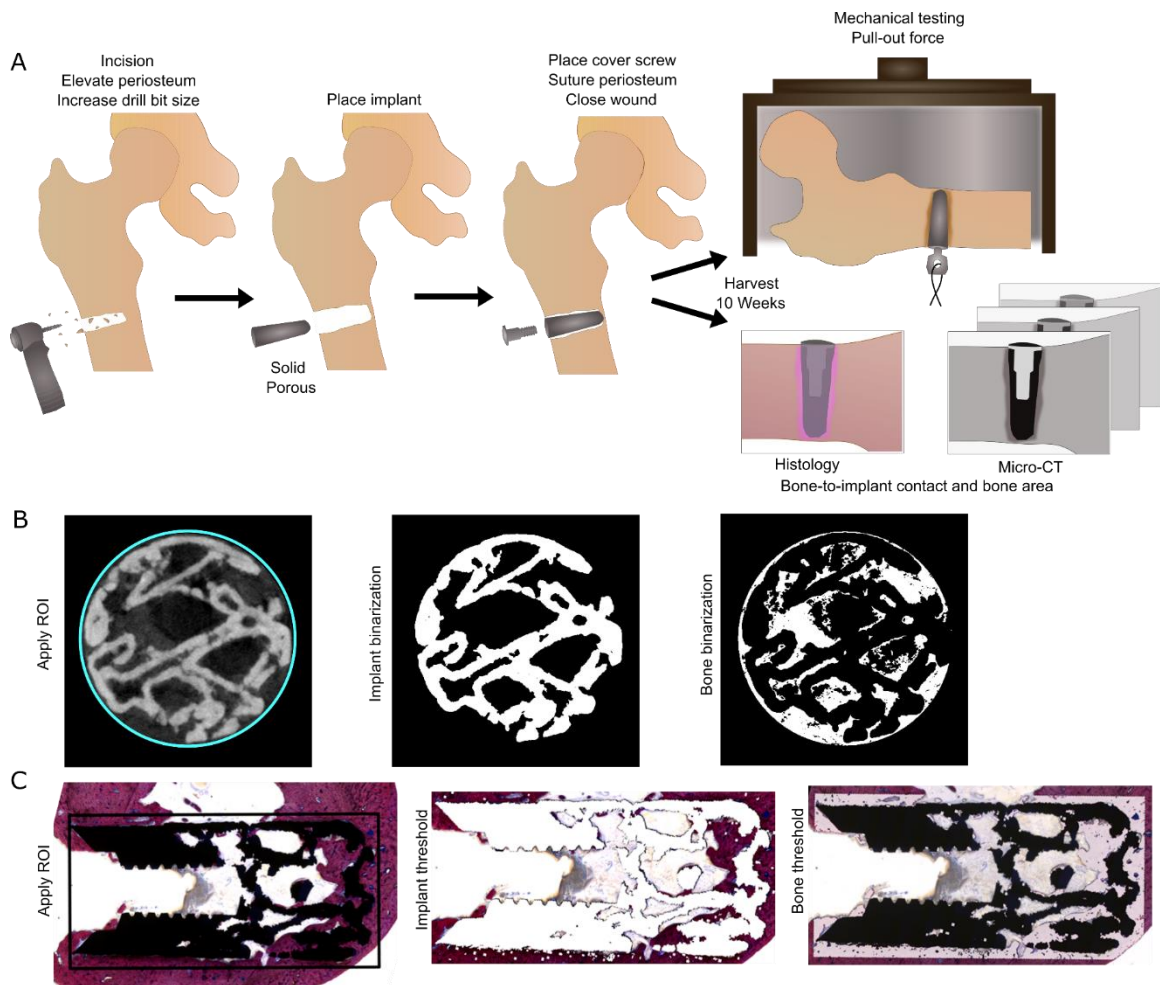 A
Incision
Elevate periosteum
Increase drill bit size
Place implant
Solid
Porous
Place cover screw
Suture periosteum
Close wound
Harvest
10 Weeks
Mechanical testing
Pull-out force
Histology
Micro-CT
Bone-to-implant contact and bone area
B
Apply ROI
Implant binarization
Bone binarization
C
Apply ROI
Implant threshold
Bone threshold